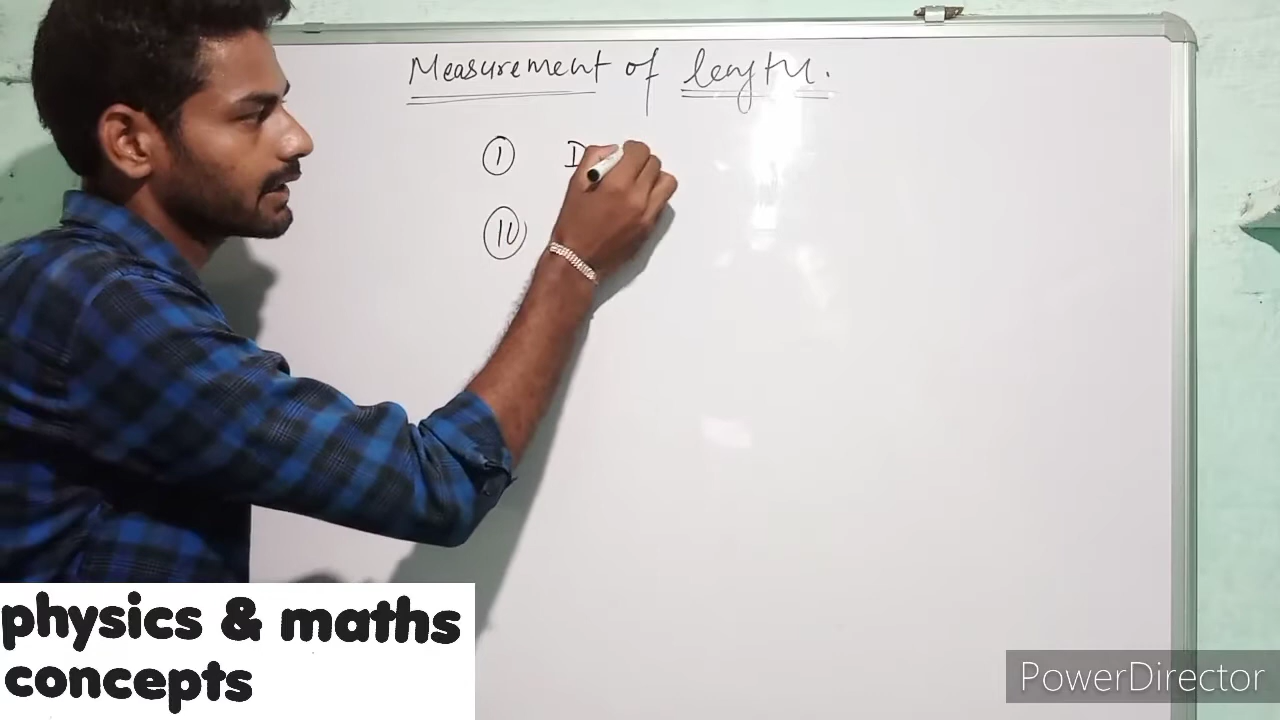 Measurement of length.
① D
⑪
physics & maths
concepts
PowerDirector